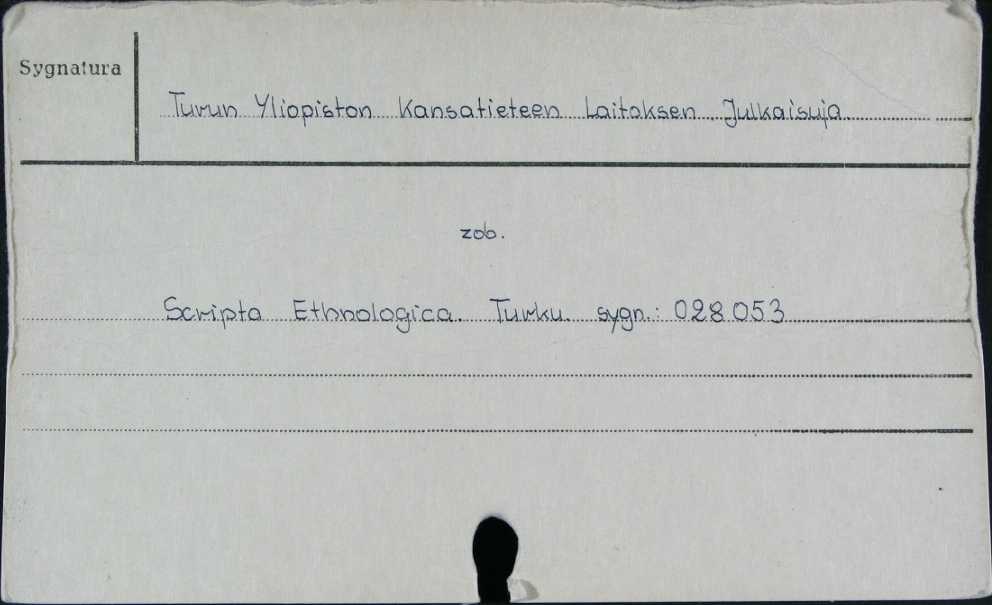 Sygnatura
Turun Yliopiston Kansatieteen Laitoksen Julkaisuja
zob.
Scripta Ethnologica. Turku. sygn.: 028.053